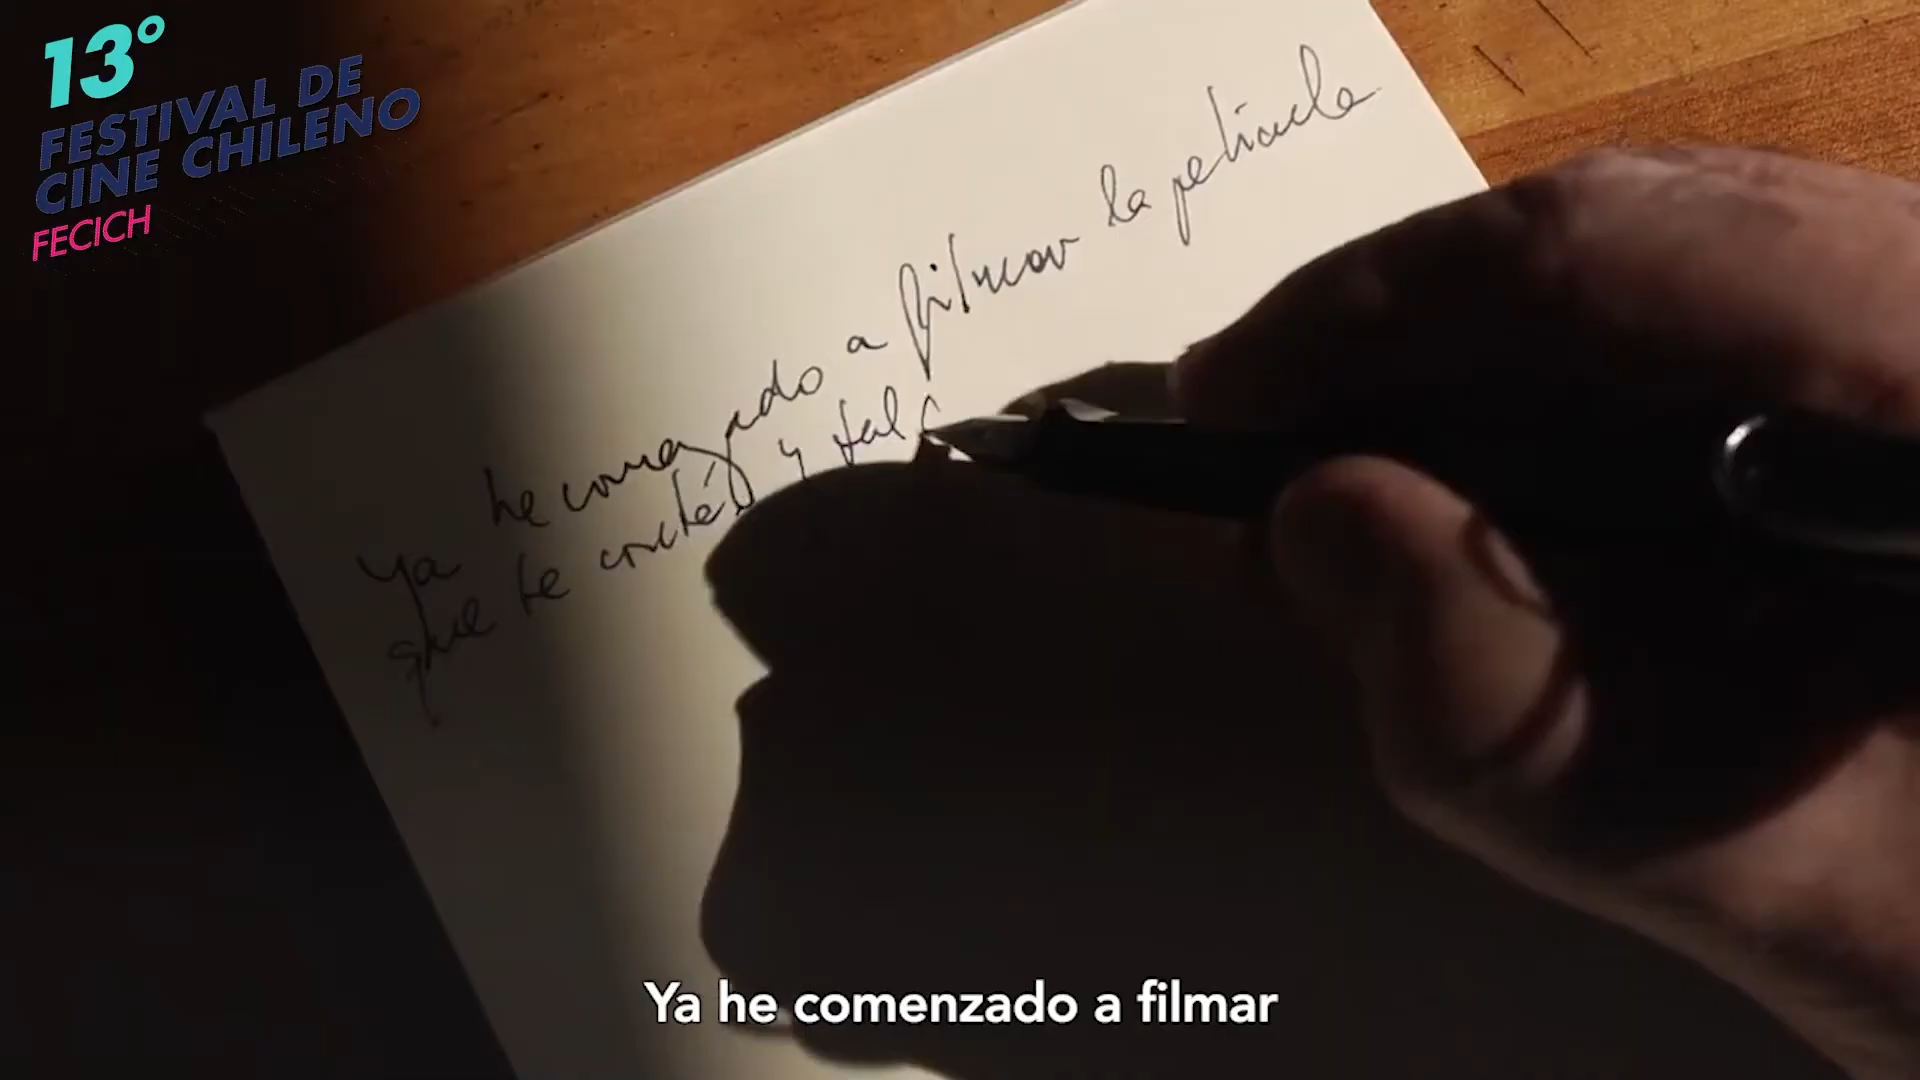 13°
FESTIVAL DE
CINE CHILENO
FECICH
Ya he comenzado a filmar la película
que te conté, y tal
Ya he comenzado a filmar